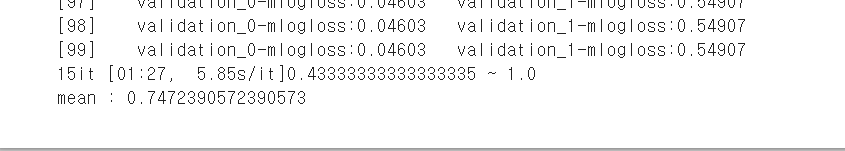 [97]    validation_0-mlogloss:0.04603   validation_1-mlogloss:0.54907
[98]    validation_0-mlogloss:0.04603   validation_1-mlogloss:0.54907
[99]    validation_0-mlogloss:0.04603   validation_1-mlogloss:0.54907
15it [01:27,  5.85s/it]0.43333333333333335 ~ 1.0
mean : 0.7472390572390573